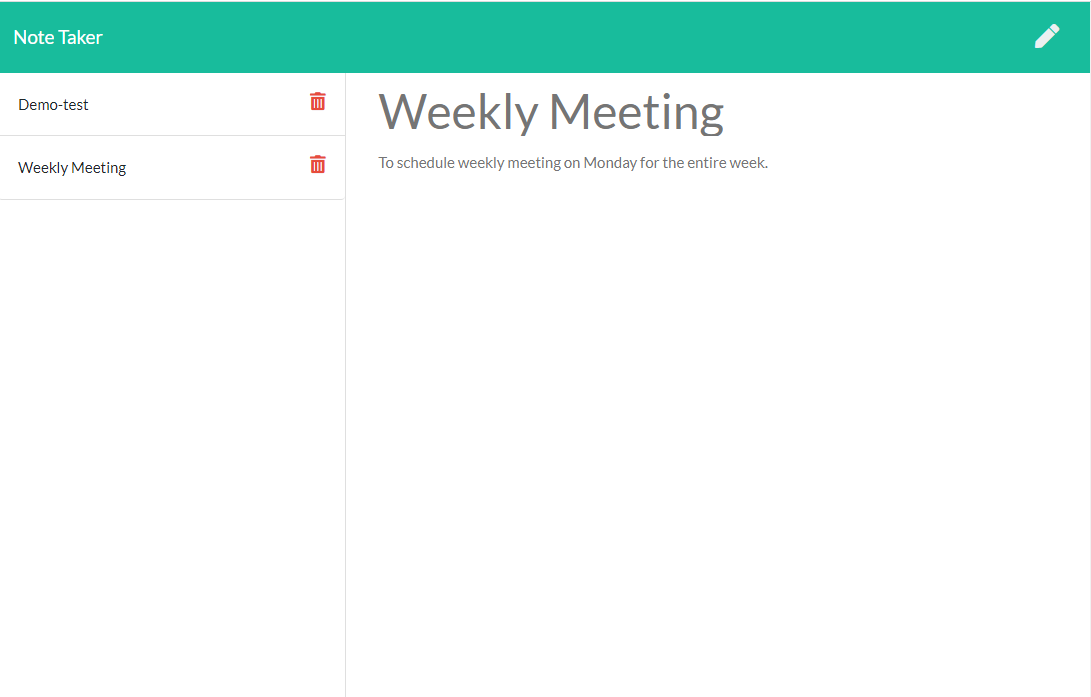 Note Taker
Demo-test
Weekly Meeting
Weekly Meeting
To schedule weekly meeting on Monday for the entire week.